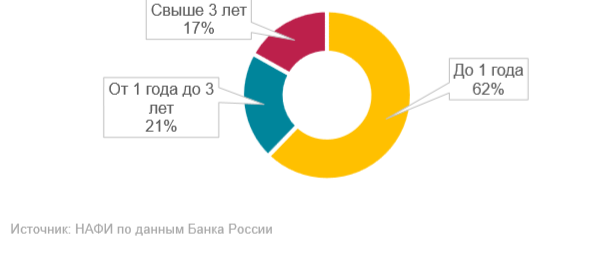 Свыше 3 лет
17%
До 1 года
62%
От 1 года до 3
лет
21%
Источник: НАФИ по данным Банка России